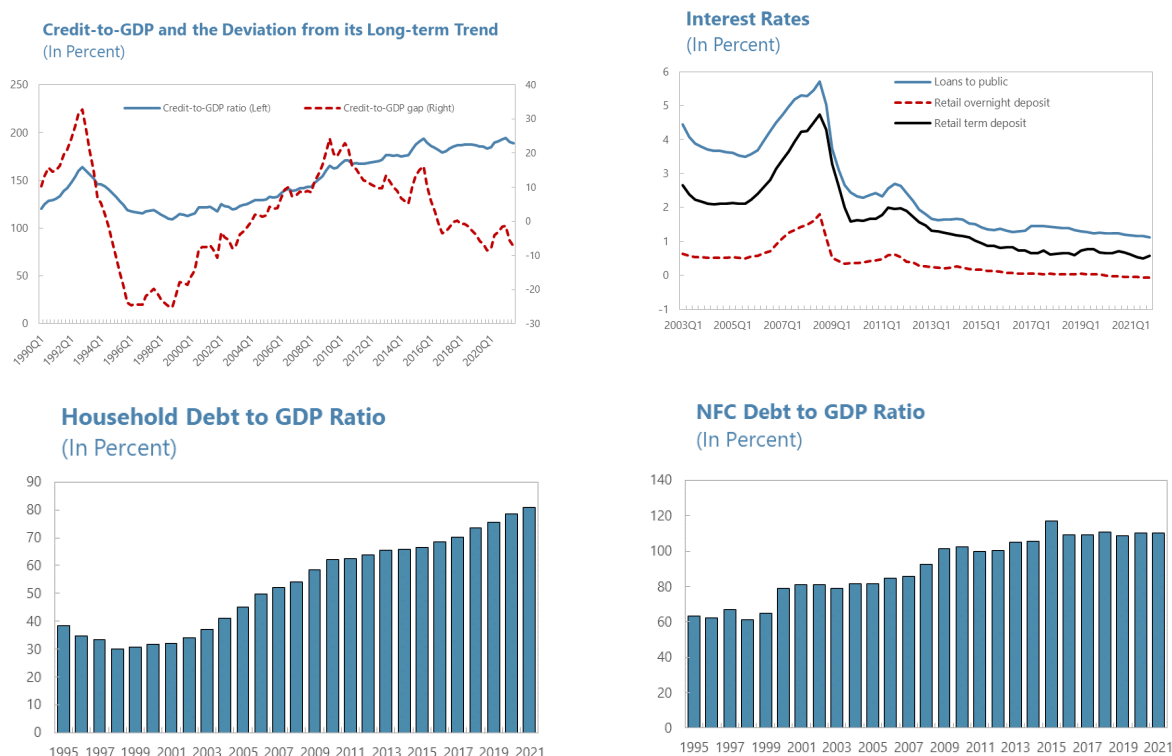 Credit-to-GDP and the Deviation from its Long-term Trend
(In Percent)
250
200
150
100
50
0
40
30
20
10
0
-10
-20
-30
Credit-to-GDP ratio (Left)
Credit-to-GDP gap (Right)
1990Q1
1992Q1
1994Q1
1996Q1
1998Q1
2000Q1
2002Q1
2004Q1
2006Q1
2008Q1
2010Q1
2012Q1
2014Q1
2016Q1
2018Q1
2020Q1
Interest Rates
(In Percent)
6
5
4
3
2
1
0
-1
Loans to public
Retail overnight deposit
Retail term deposit
2003Q1 2005Q1 2007Q1 2009Q1 2011Q1 2013Q1 2015Q1 2017Q1 2019Q1 2021Q1
Household Debt to GDP Ratio
(In Percent)
90
80
70
60
50
40
30
20
10
0
1995 1997 1999 2001 2003 2005 2007 2009 2011 2013 2015 2017 2019 2021
NFC Debt to GDP Ratio
(In Percent)
140
120
100
80
60
40
20
0
1995 1997 1999 2001 2003 2005 2007 2009 2011 2013 2015 2017 2019 2021